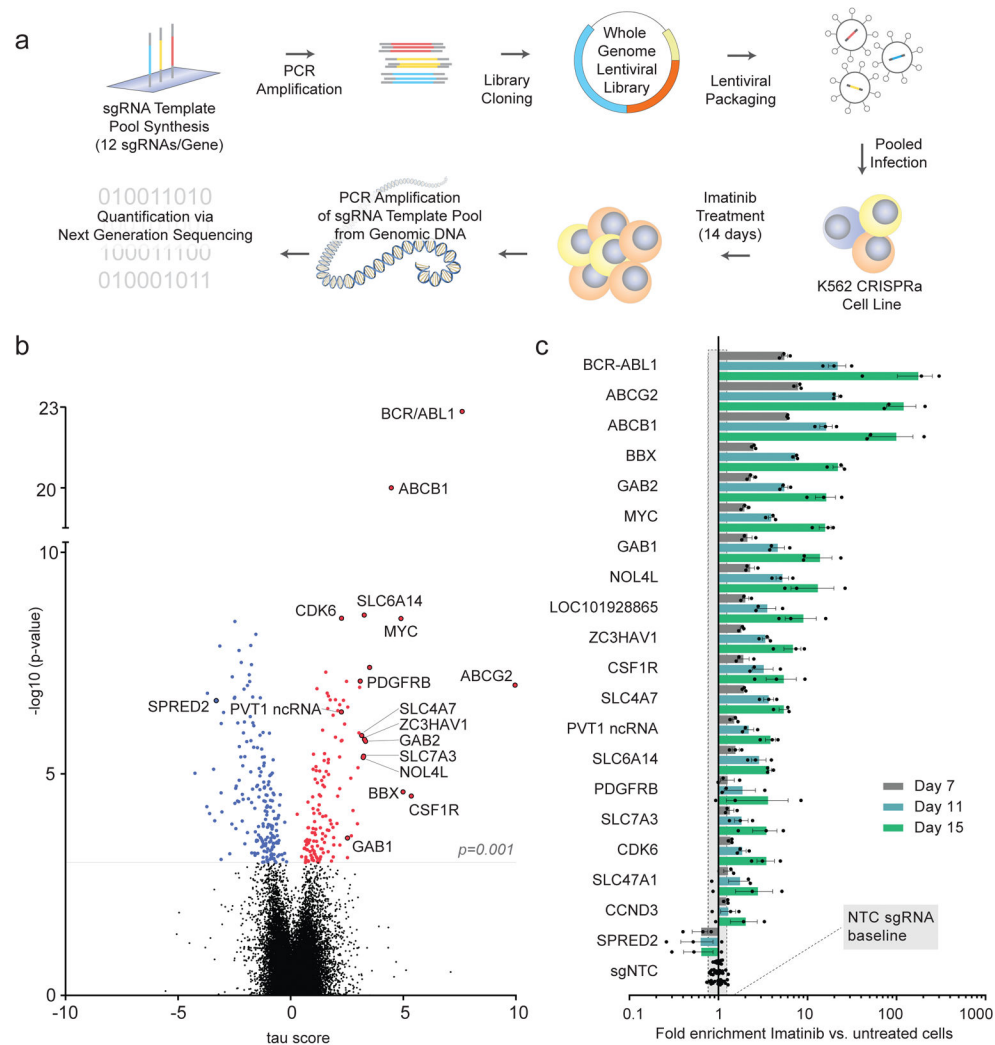 a
sgRNA Template
Pool Synthesis
(12 sgRNAs/Gene)
PCR
Amplification
Library
Cloning
Whole
Genome
Lentiviral
Library
Lentiviral
Packaging
Pooled
Infection
K562 CRISPRa
Cell Line
Imatinib
Treatment
(14 days)
PCR Amplification
of sgRNA Template Pool
from Genomic DNA
010011010
Quantification via
Next Generation Sequencing
100011100
010001011
b
-log10 (p-value)
23
20
10
5
0
-10
-5
0
5
10
tau score
BCR/ABL1
ABCB1
SLC6A14
CDK6
MYC
ABCG2
PDGFRB
SPRED2
PVT1 ncRNA
SLC4A7
ZC3HAV1
GAB2
SLC7A3
NOL4L
BBX
CSF1R
GAB1
p=0.001
c
BCR-ABL1
ABCG2
ABCB1
BBX
GAB2
MYC
GAB1
NOL4L
LOC101928865
ZC3HAV1
CSF1R
SLC4A7
PVT1 ncRNA
SLC6A14
PDGFRB
SLC7A3
CDK6
SLC47A1
CCND3
SPRED2
sgNTC
Day 7
Day 11
Day 15
NTC sgRNA
baseline
0.1
1
10
100
1000
Fold enrichment Imatinib vs. untreated cells